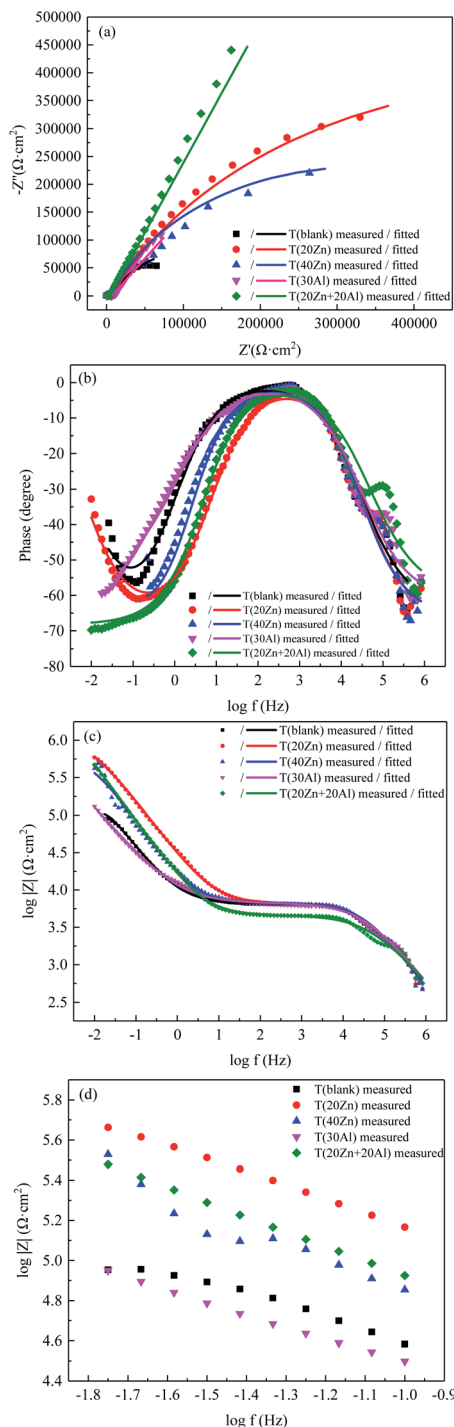 (a)
500000
450000
400000
350000
300000
250000
200000
150000
100000
50000
0
-Z''(Ω·cm²)
/ T(blank) measured / fitted
/ T(20Zn) measured / fitted
/ T(40Zn) measured / fitted
/ T(30Al) measured / fitted
/ T(20Zn+20Al) measured / fitted
0 100000 200000 300000 400000
Z'(Ω·cm²)
(b)
0
-10
-20
-30
-40
-50
-60
-70
-80
Phase (degree)
/ T(blank) measured / fitted
/ T(20Zn) measured / fitted
/ T(40Zn) measured / fitted
/ T(30Al) measured / fitted
/ T(20Zn+20Al) measured / fitted
-2 -1 0 1 2 3 4 5 6
log f (Hz)
(c)
6.0
5.5
5.0
4.5
4.0
3.5
3.0
2.5
log |Z| (Ω·cm²)
/ T(blank) measured / fitted
/ T(20Zn) measured / fitted
/ T(40Zn) measured / fitted
/ T(30Al) measured / fitted
/ T(20Zn+20Al) measured / fitted
-2 -1 0 1 2 3 4 5 6
log f (Hz)
(d)
5.8
5.6
5.4
5.2
5.0
4.8
4.6
4.4
log |Z| (Ω·cm²)
T(blank) measured
T(20Zn) measured
T(40Zn) measured
T(30Al) measured
T(20Zn+20Al) measured
-1.8 -1.7 -1.6 -1.5 -1.4 -1.3 -1.2 -1.1 -1.0 -0.9
log f (Hz)